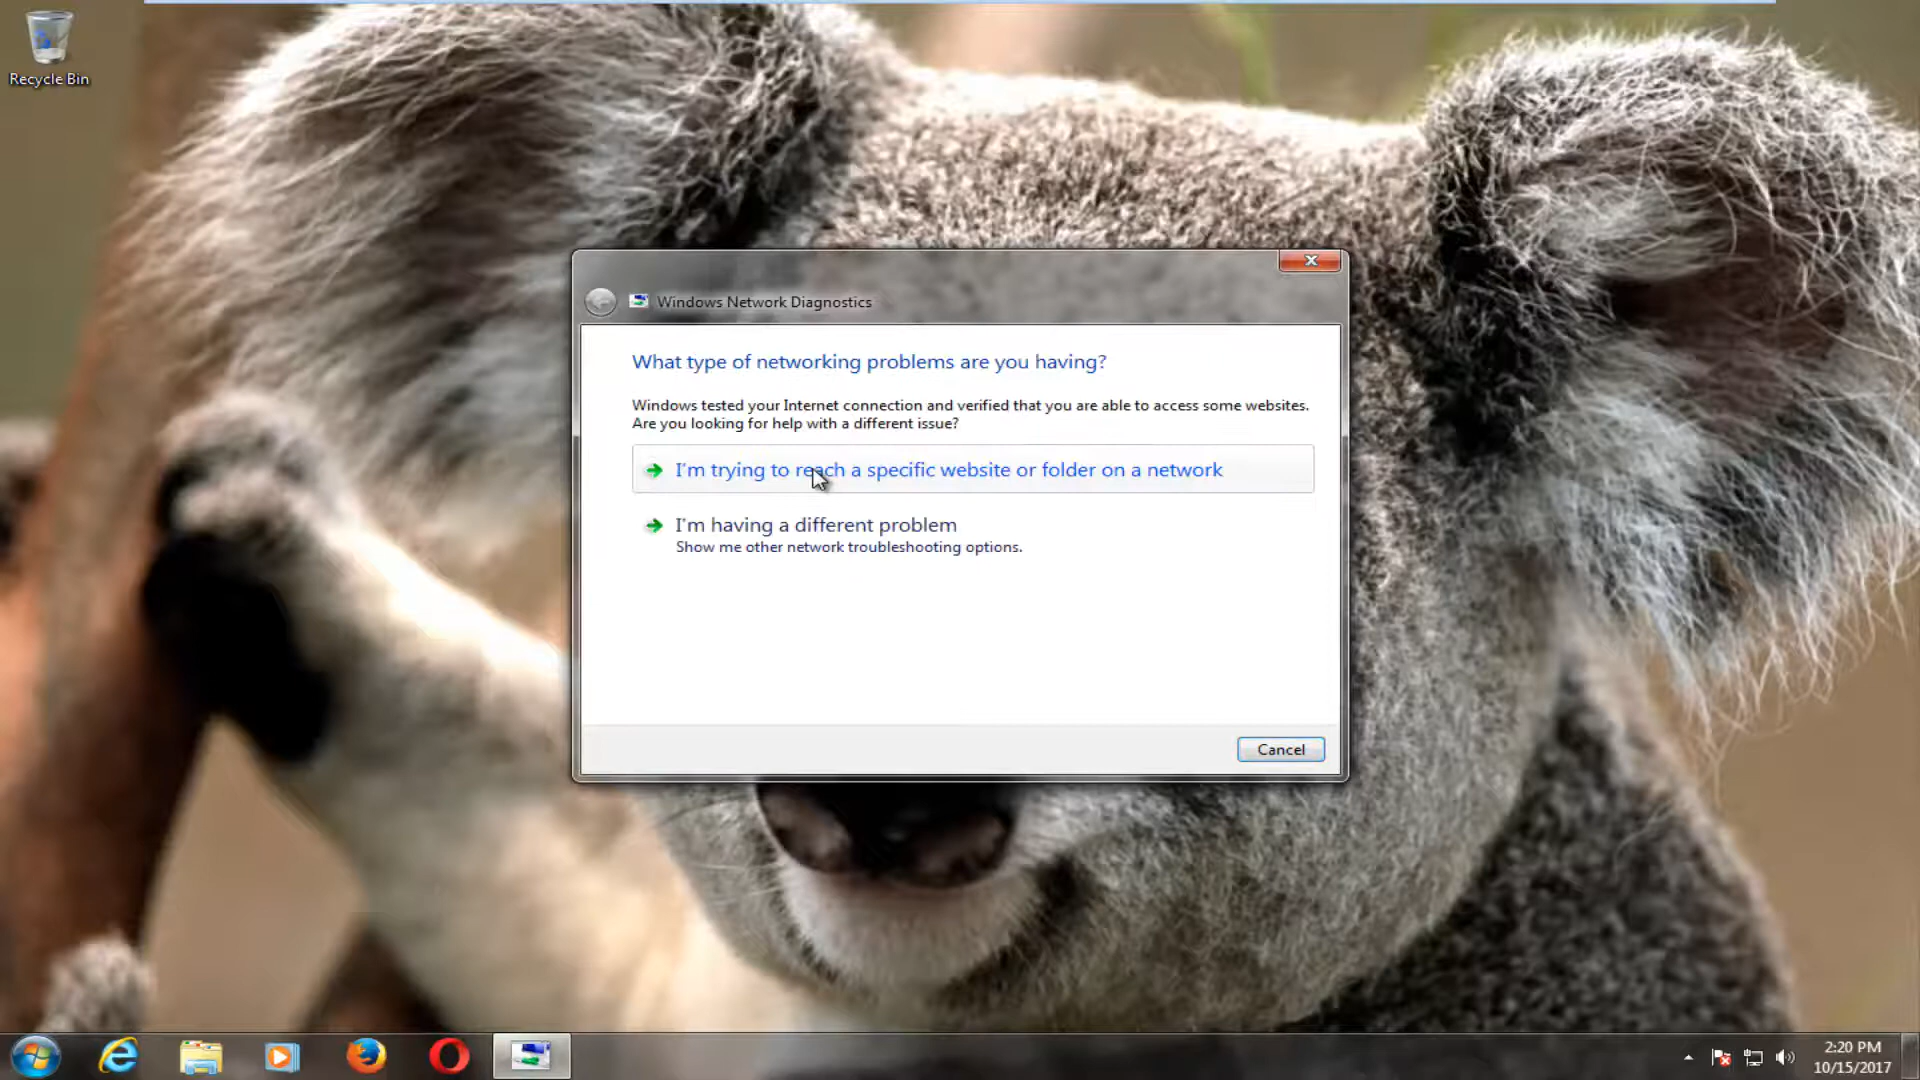 Recycle Bin
Windows Network Diagnostics
What type of networking problems are you having?
Windows tested your Internet connection and verified that you are able to access some websites.
Are you looking for help with a different issue?
I'm trying to reach a specific website or folder on a network
I'm having a different problem
Show me other network troubleshooting options.
Cancel
2:20 PM
10/15/2017